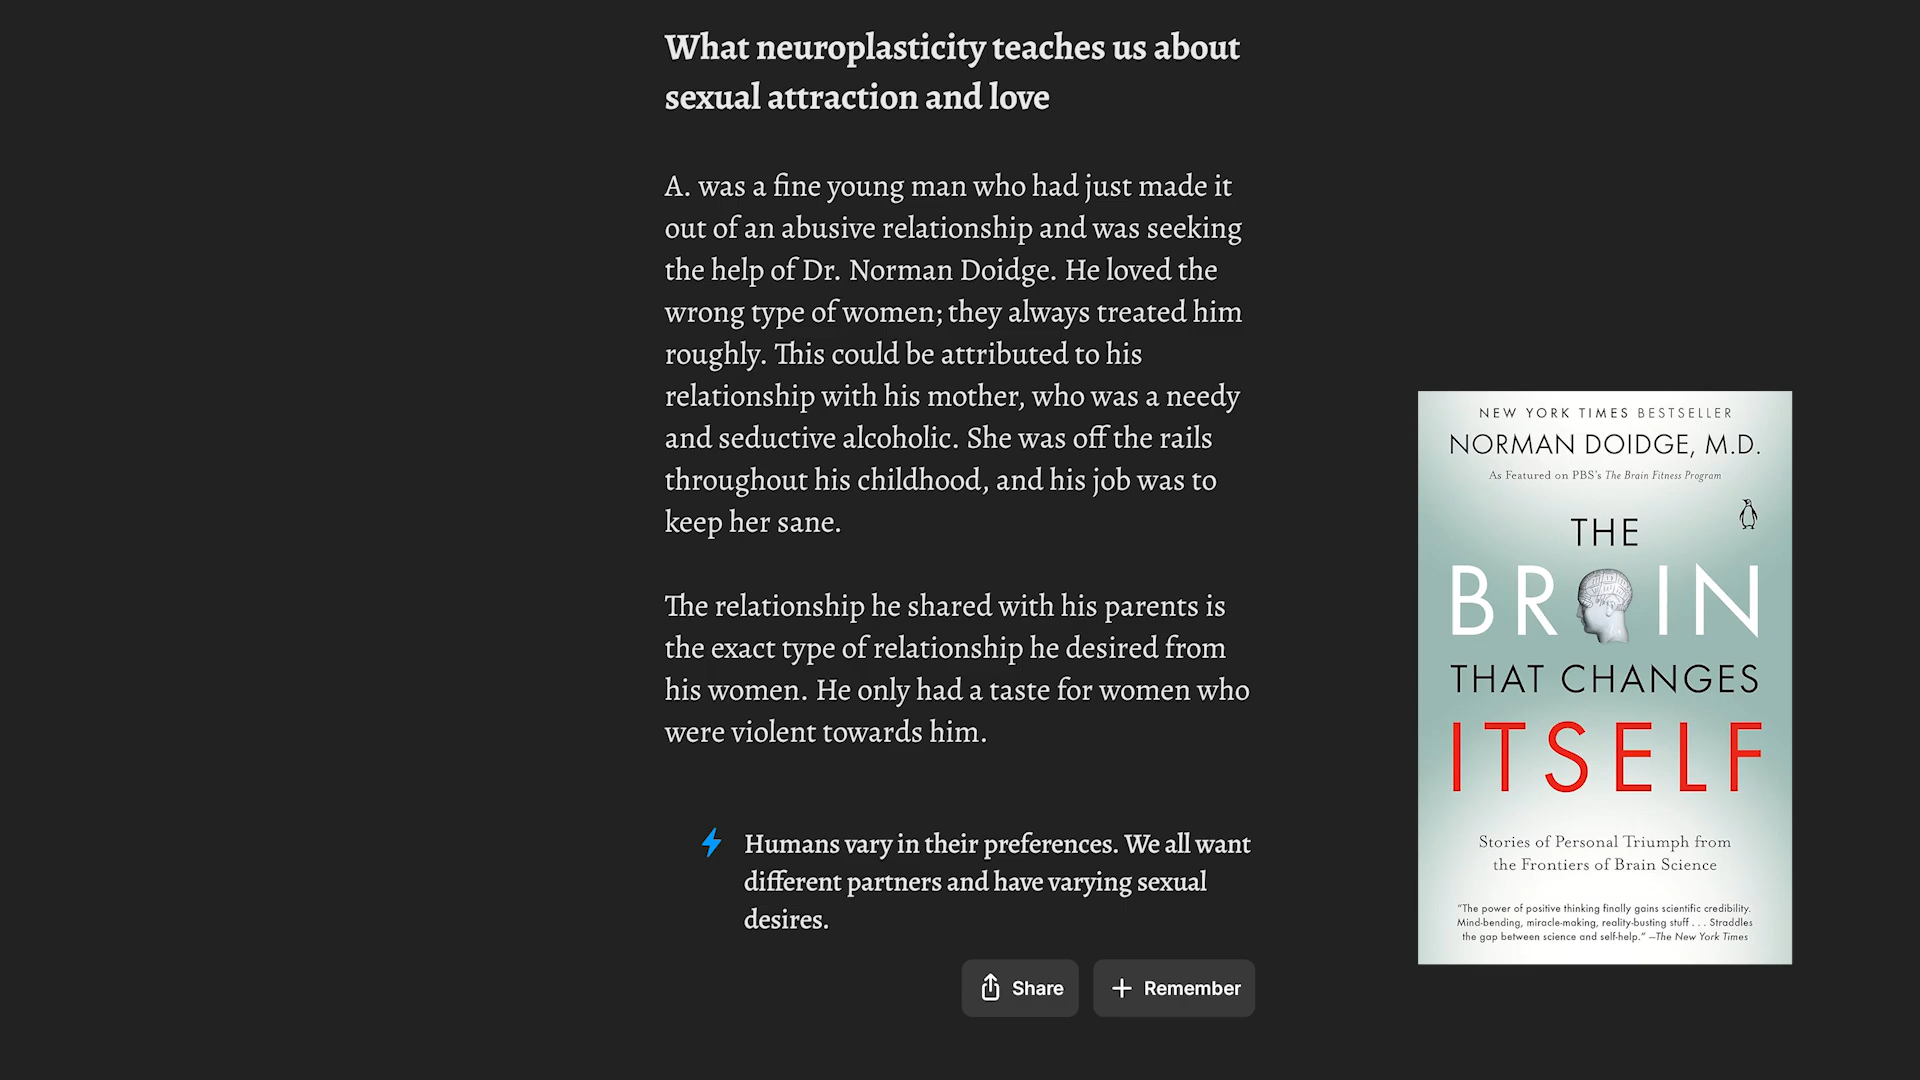 What neuroplasticity teaches us about
sexual attraction and love
A. was a fine young man who had just made it
out of an abusive relationship and was seeking
the help of Dr. Norman Doidge. He loved the
wrong type of women; they always treated him
roughly. This could be attributed to his
relationship with his mother, who was a needy
and seductive alcoholic. She was off the rails
throughout his childhood, and his job was to
keep her sane.
The relationship he shared with his parents is
the exact type of relationship he desired from
his women. He only had a taste for women who
were violent towards him.
Humans vary in their preferences. We all want
different partners and have varying sexual
desires.
Share
Remember
NEW YORK TIMES BESTSELLER
NORMAN DOIDGE, M.D.
As Featured on PBS's The Brain Fitness Program
THE
BRAIN
THAT CHANGES
ITSELF
Stories of Personal Triumph from
the Frontiers of Brain Science
"The power of positive thinking finally gains scientific credibility.
Mind-bending, miracle-making, reality-busting stuff . . . Straddles
the gap between science and self-help." —The New York Times